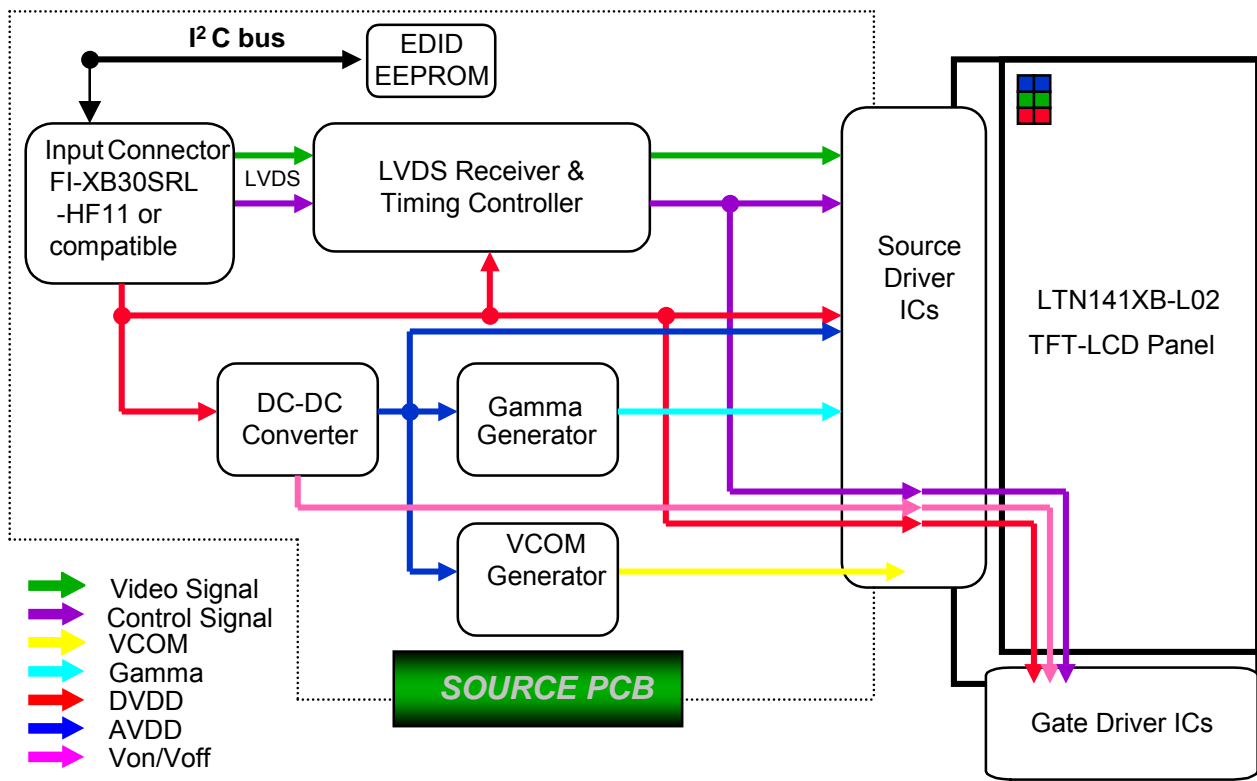 I² C bus
EDID
EEPROM
Input Connector
FI-XB30SRL
-HF11 or
compatible
LVDS
LVDS Receiver &
Timing Controller
Source
Driver
ICs
LTN141XB-L02
TFT-LCD Panel
DC-DC
Converter
Gamma
Generator
VCOM
Generator
Video Signal
Control Signal
VCOM
Gamma
DVDD
AVDD
Von/Voff
SOURCE PCB
Gate Driver ICs